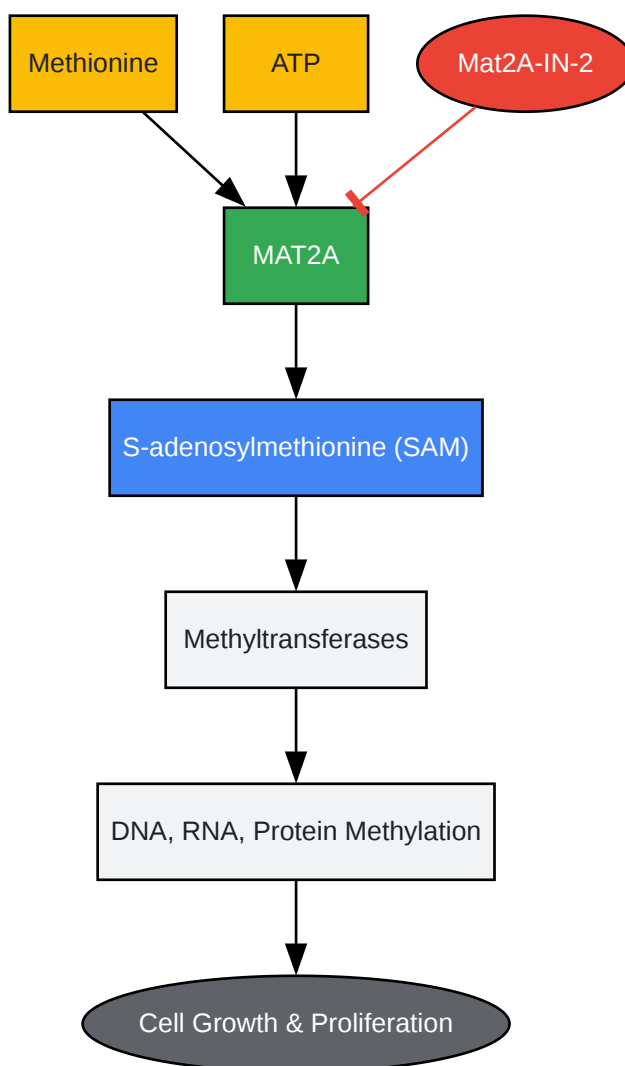 Methionine
ATP
Mat2A-IN-2
MAT2A
S-adenosylmethionine (SAM)
Methyltransferases
DNA, RNA, Protein Methylation
Cell Growth & Proliferation